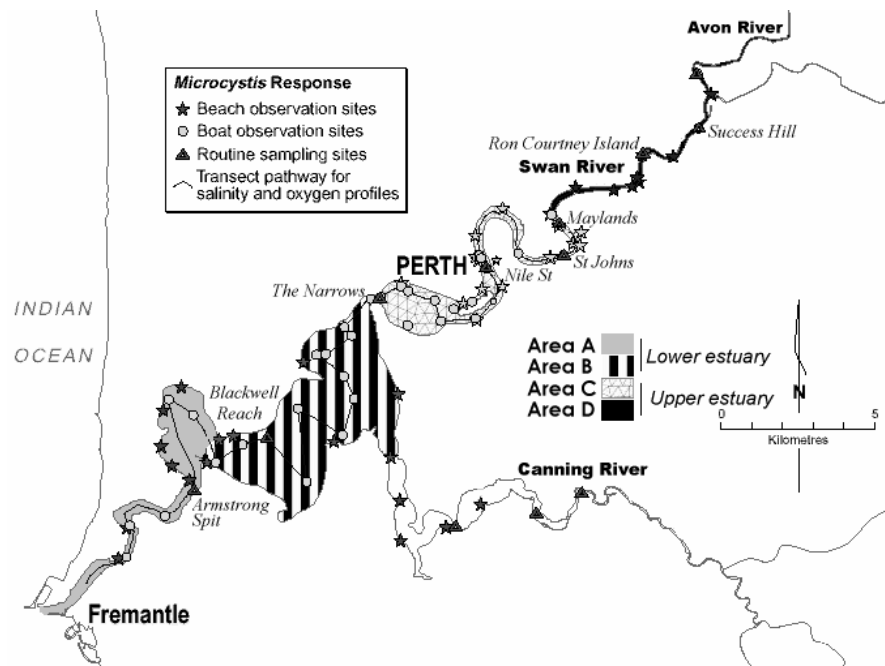 Avon River
Microcystis Response
Beach observation sites
Boat observation sites
Routine sampling sites
Transect pathway for
salinity and oxygen profiles
Success Hill
Ron Courtney Island
Swan River
Maylands
St Johns
PERTH
Nile St
The Narrows
INDIAN
OCEAN
Area A
Area B
Lower estuary
Area C
Area D
Upper estuary
N
0
5
Kilometres
Blackwell
Reach
Canning River
Armstrong
Spit
Fremantle